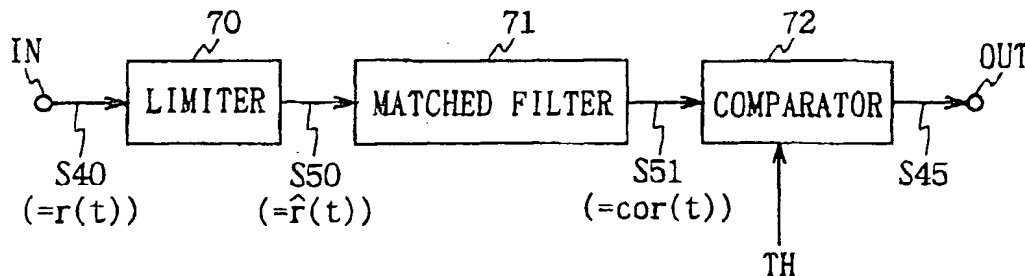 70
71
72
IN
OUT
LIMITER
MATCHED FILTER
COMPARATOR
S40
(=r(t))
S50
(=r̂(t))
S51
(=cor(t))
S45
TH